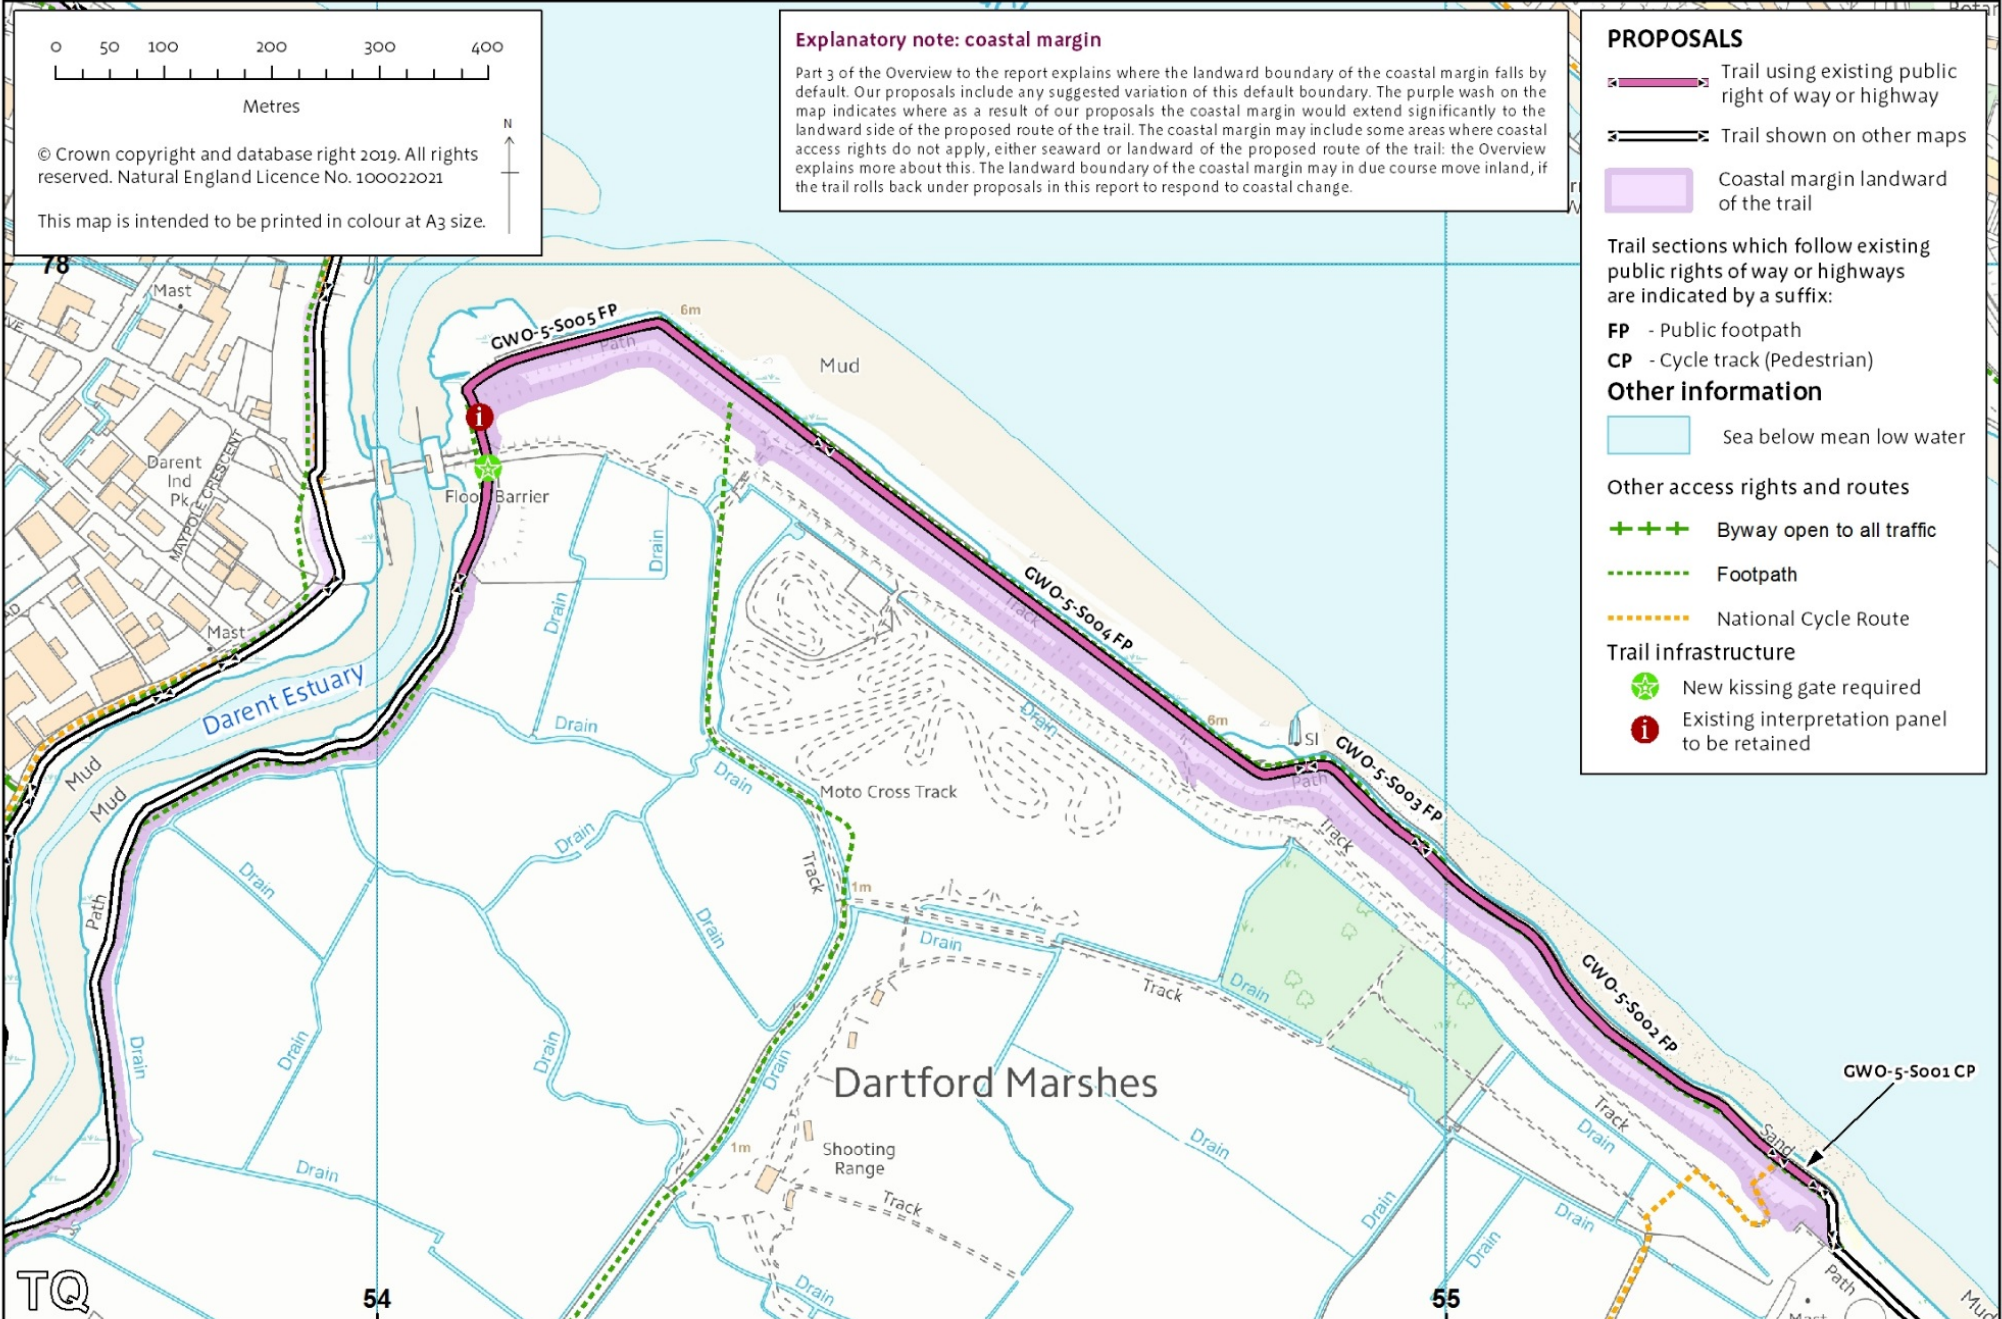 0 50 100 200 300 400
Metres
© Crown copyright and database right 2019. All rights
reserved. Natural England Licence No. 100022021
This map is intended to be printed in colour at A3 size.
N
Explanatory note: coastal margin
Part 3 of the Overview to the report explains where the landward boundary of the coastal margin falls by
default. Our proposals include any suggested variation of this default boundary. The purple wash on the
map indicates where as a result of our proposals the coastal margin would extend significantly to the
landward side of the proposed route of the trail. The coastal margin may include some areas where coastal
access rights do not apply, either seaward or landward of the proposed route of the trail: the Overview
explains more about this. The landward boundary of the coastal margin may in due course move inland, if
the trail rolls back under proposals in this report to respond to coastal change.
PROPOSALS
Trail using existing public
right of way or highway
Trail shown on other maps
Coastal margin landward
of the trail
Trail sections which follow existing
public rights of way or highways
are indicated by a suffix:
FP - Public footpath
CP - Cycle track (Pedestrian)
Other information
Sea below mean low water
Other access rights and routes
Byway open to all traffic
Footpath
National Cycle Route
Trail infrastructure
New kissing gate required
i Existing interpretation panel
to be retained
78
Mast
GWO-5-S005 FP
6m
Path
Mud
i
Darent
Ind
Pk
MAYPOLE CRESCENT
Flood Barrier
Drain
Drain
GWO-5-S004 FP
Track
Mast
Darent Estuary
Drain
Drain
6m
Sl
GWO-5-S003 FP
Path
Mud
Mud
Drain
Moto Cross Track
Track
Drain
Track
1m
Drain
Path
Drain
Drain
Drain
Track
GWO-5-S002 FP
Drain
Drain
Drain
Drain
Dartford Marshes
GWO-5-S001 CP
Track
Drain
Sand
1m
Shooting
Range
Drain
Drain
Track
Drain
Drain
Drain
Drain
Path
Mud
TQ
54
55